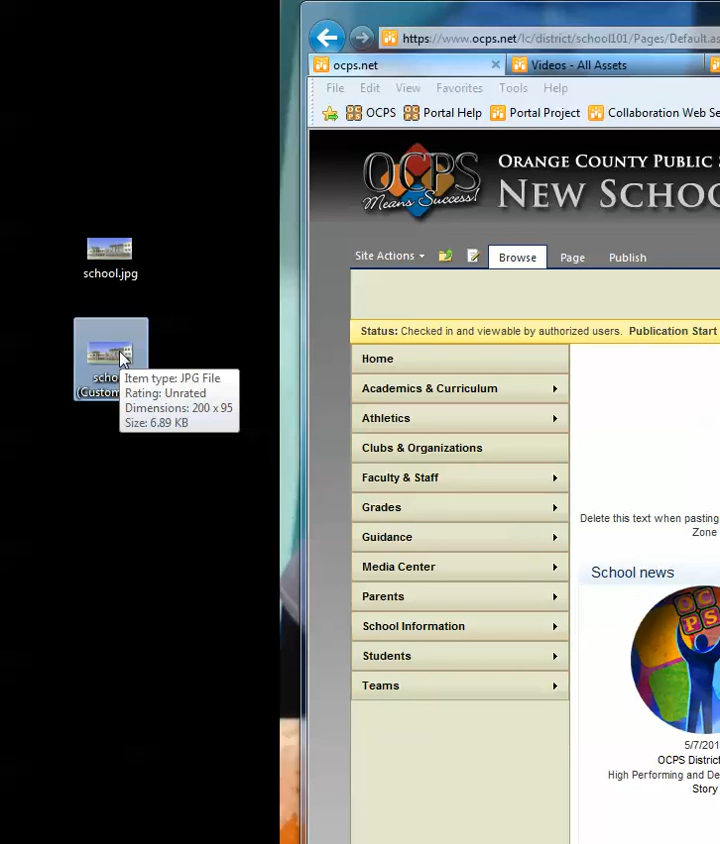 https://www.ocps.net/lc/district/school101/Pages/Default.as
ocps.net
Videos - All Assets
File Edit View Favorites Tools Help
OCPS Portal Help Portal Project Collaboration Web Se
OCPS
Means Success!
ORANGE COUNTY PUBLIC
NEW SCHOO
Site Actions Browse Page Publish
Status: Checked in and viewable by authorized users. Publication Start
Home
Academics & Curriculum
Athletics
Clubs & Organizations
Faculty & Staff
Grades
Guidance
Media Center
Parents
School Information
Students
Teams
Delete this text when pasting
Zone
School news
OCPS
5/7/201
OCPS District
High Performing and De
Story
school.jpg
scho
(Custom
Item type: JPG File
Rating: Unrated
Dimensions: 200 x 95
Size: 6.89 KB